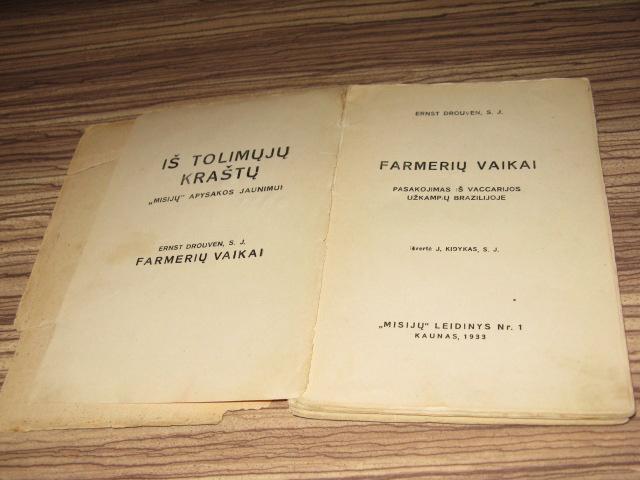 IŠ TOLIMŲJŲ
KRAŠTŲ
„MISIJŲ" APYSAKOS JAUNIMUI
ERNST DROUVEN, S. J.
FARMERIŲ VAIKAI
ERNST DROUVEN, S. J.
FARMERIŲ VAIKAI
PASAKOJIMAS IŠ VACCARIJOS
UŽKAMPIŲ BRAZILIJOJE
Išvertė J. KIDYKAS, S. J.
„MISIJŲ" LEIDINYS Nr. 1
KAUNAS, 1933